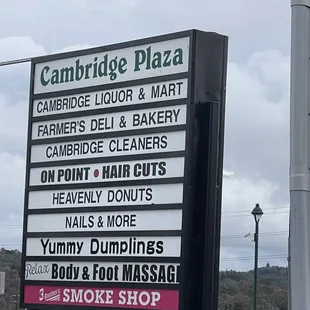 Cambridge Plaza
CAMBRIDGE LIQUOR & MART
FARMER'S DELI & BAKERY
CAMBRIDGE CLEANERS
ON POINT • HAIR CUTS
HEAVENLY DONUTS
NAILS & MORE
Yummy Dumplings
Relax Body & Foot MASSAGE
3 SMOKE SHOP